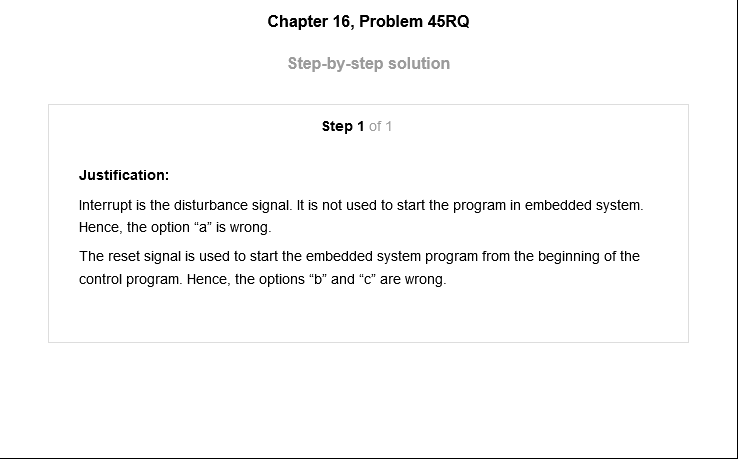 Chapter 16, Problem 45RQ
Step-by-step solution
Step 1 of 1
Justification:
Interrupt is the disturbance signal. It is not used to start the program in embedded system.
Hence, the option “a” is wrong.
The reset signal is used to start the embedded system program from the beginning of the
control program. Hence, the options “b” and “c” are wrong.